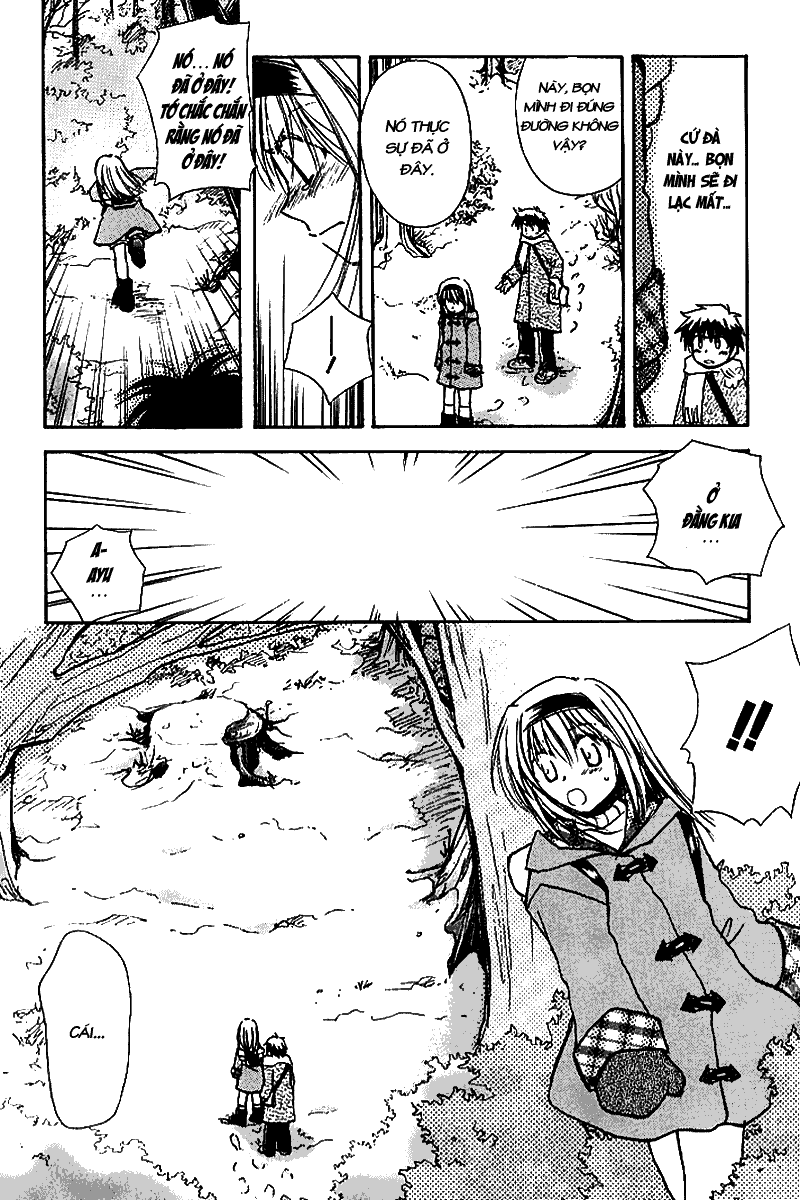 CỨ ĐÀ
NÀY... BỌN
MÌNH SẼ ĐI
LẠC MẤT...
NÀY, BỌN
MÌNH ĐI ĐÚNG
ĐƯỜNG KHÔNG
VẬY?
NÓ THỰC
SỰ ĐÃ Ở
ĐÂY.
NÓ... NÓ
ĐÃ Ở ĐÂY!
TỚ CHẮC CHẮN
RẰNG NÓ ĐÃ
Ở ĐÂY!
Ở
ĐẰNG KIA
...
A-
AYU
...
!!
CÁI...